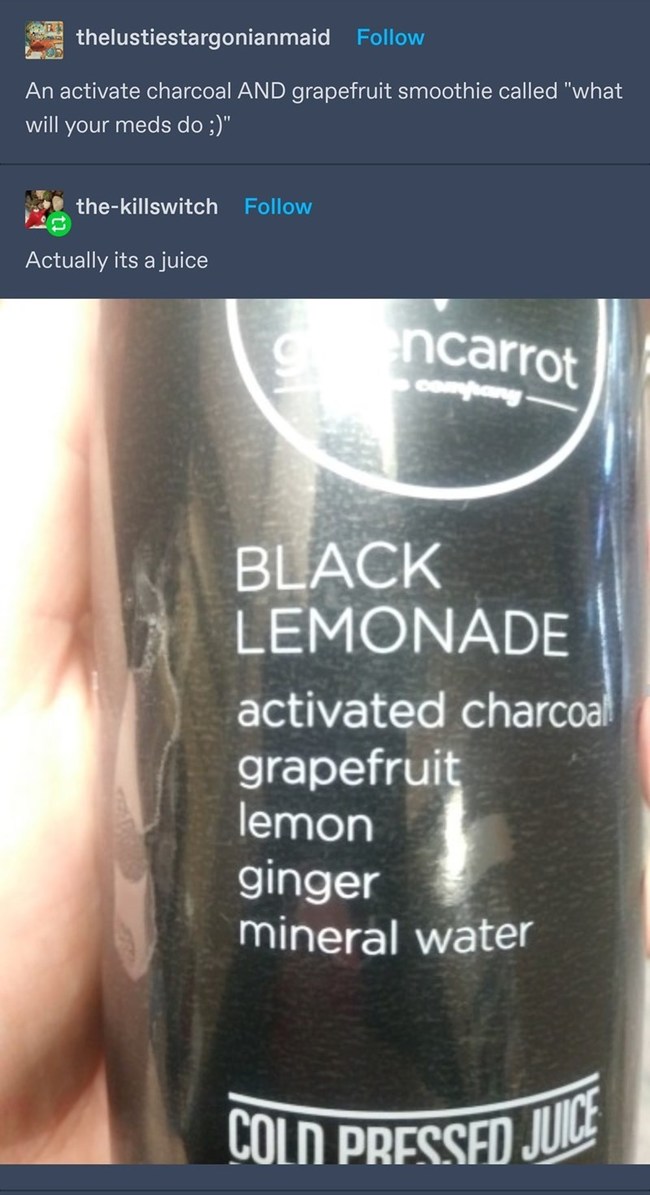 thelustiestargonianmaid Follow
An activate charcoal AND grapefruit smoothie called "what
will your meds do ;)"
the-killswitch Follow
Actually its a juice
company
BLACK
LEMONADE
activated charcoal
grapefruit
lemon
ginger
mineral water
COLD PRESSED JUICE